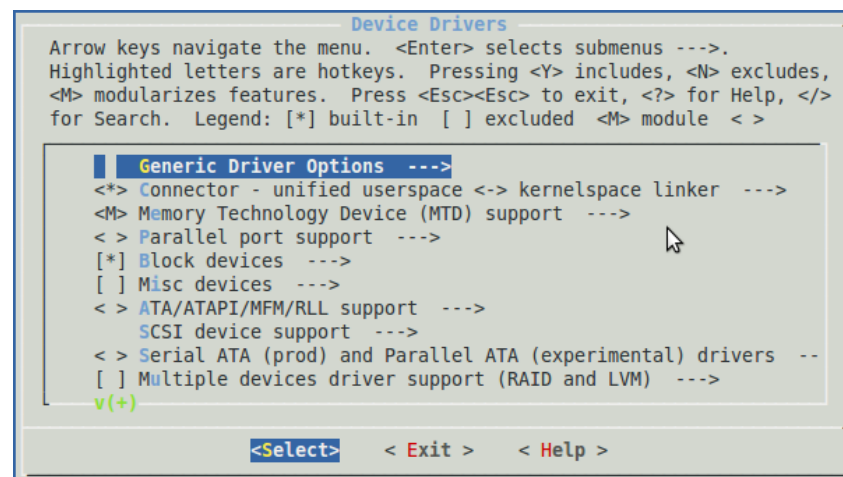 Device Drivers
Arrow keys navigate the menu.  <Enter> selects submenus --->.
Highlighted letters are hotkeys.  Pressing <Y> includes, <N> excludes,
<M> modularizes features.  Press <Esc><Esc> to exit, <?> for Help, </>
for Search.  Legend: [*] built-in  [ ] excluded  <M> module  < >
Generic Driver Options  --->
<*> Connector - unified userspace <-> kernelspace linker  --->
<M> Memory Technology Device (MTD) support  --->
< > Parallel port support  --->
[*] Block devices  --->
[ ] Misc devices  --->
< > ATA/ATAPI/MFM/RLL support  --->
SCSI device support  --->
< > Serial ATA (prod) and Parallel ATA (experimental) drivers  --
[ ] Multiple devices driver support (RAID and LVM)  --->
v(+)
<Select>    < Exit >    < Help >